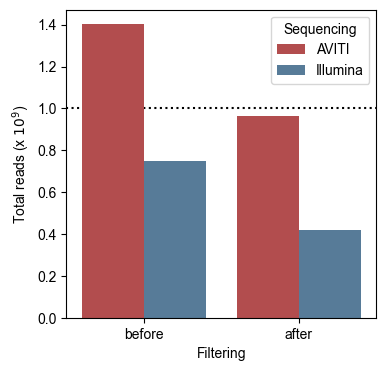 Sequencing
AVITI
Illumina
1.4
1.2
1.0
0.8
0.6
0.4
0.2
0.0
Total reads (x 10⁹)
before
after
Filtering